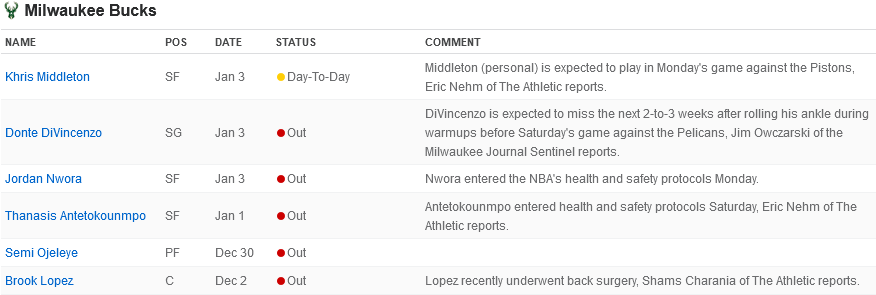 Milwaukee Bucks
NAME POS DATE STATUS COMMENT
Khris Middleton SF Jan 3 Day-To-Day Middleton (personal) is expected to play in Monday's game against the Pistons,
Eric Nehm of The Athletic reports.
Donte DiVincenzo SG Jan 3 Out DiVincenzo is expected to miss the next 2-to-3 weeks after rolling his ankle during
warmups before Saturday's game against the Pelicans, Jim Owczarski of the
Milwaukee Journal Sentinel reports.
Jordan Nwora SF Jan 3 Out Nwora entered the NBA's health and safety protocols Monday.
Thanasis Antetokounmpo SF Jan 1 Out Antetokounmpo entered health and safety protocols Saturday, Eric Nehm of The
Athletic reports.
Semi Ojeleye PF Dec 30 Out
Brook Lopez C Dec 2 Out Lopez recently underwent back surgery, Shams Charania of The Athletic reports.